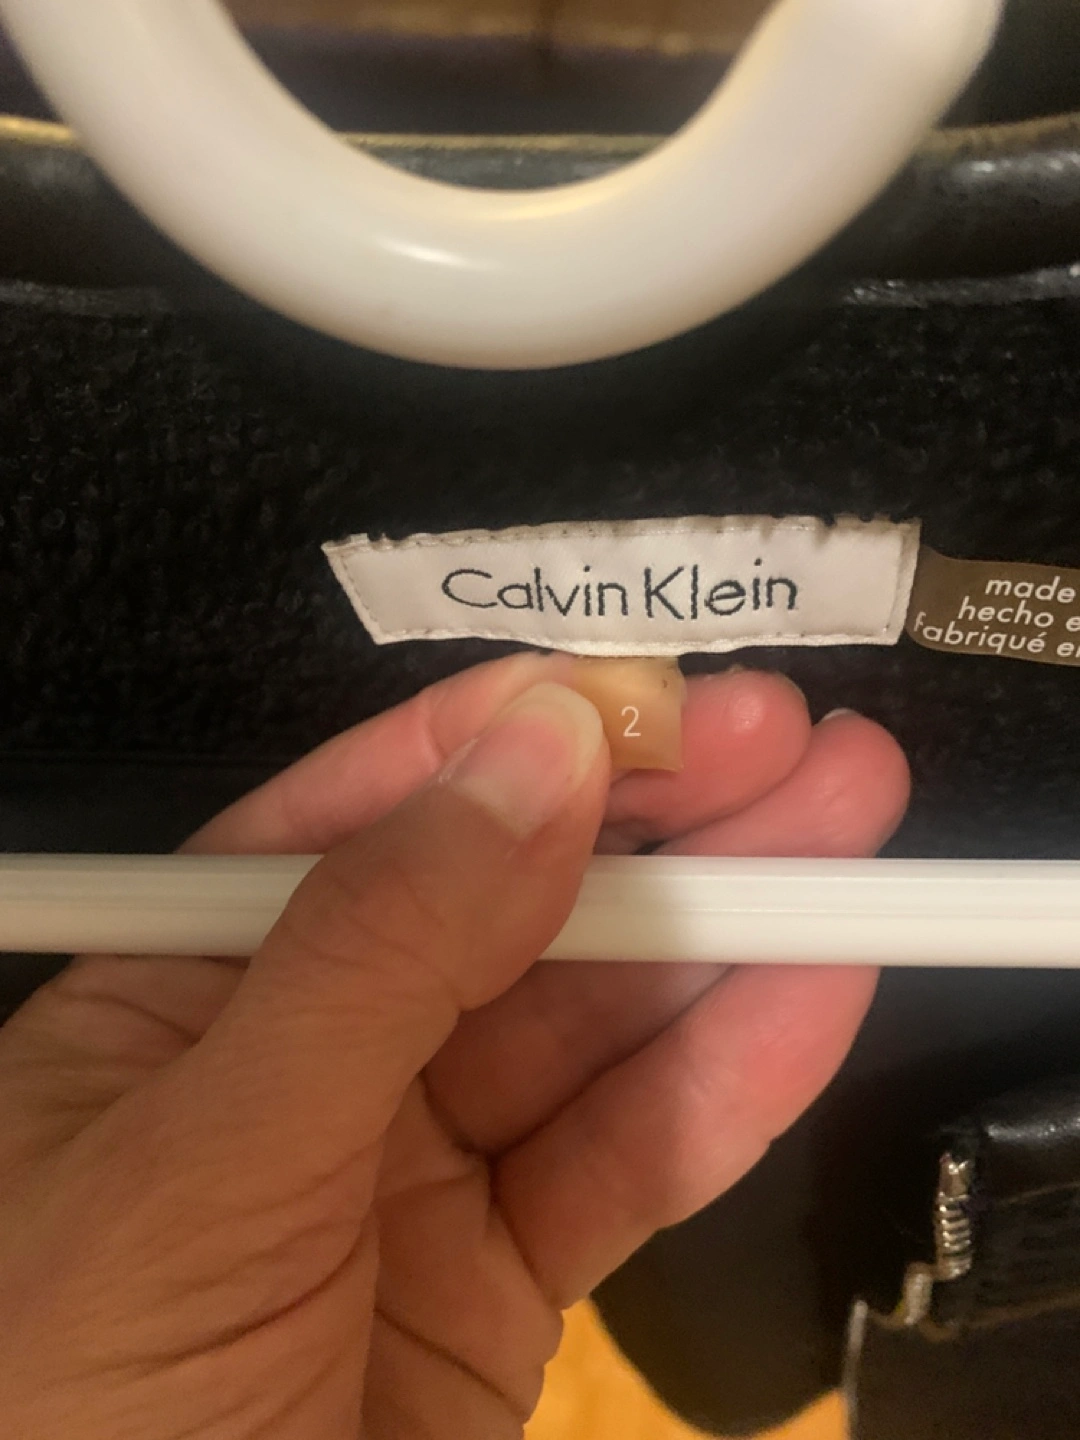 Calvin Klein
made
hecho e
fabriqué e
2